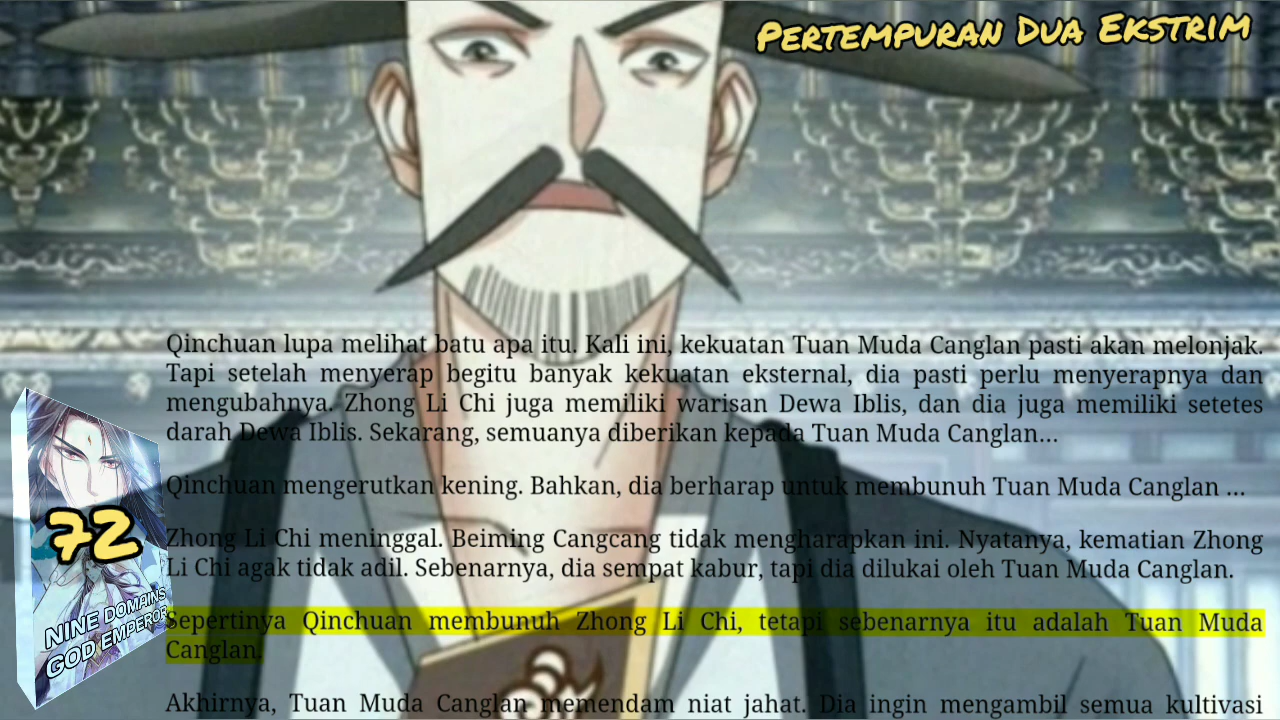 PERTEMPURAN DUA EKSTRIM
Qinchuan lupa melihat batu apa itu. Kali ini, kekuatan Tuan Muda Canglan pasti akan melonjak.
Tapi setelah menyerap begitu banyak kekuatan eksternal, dia pasti perlu menyerapnya dan
mengubahnya. Zhong Li Chi juga memiliki warisan Dewa Iblis, dan dia juga memiliki setetes
darah Dewa Iblis. Sekarang, semuanya diberikan kepada Tuan Muda Canglan...
Qinchuan mengerutkan kening. Bahkan, dia berharap untuk membunuh Tuan Muda Canglan ...
Zhong Li Chi meninggal. Beiming Cangcang tidak mengharapkan ini. Nyatanya, kematian Zhong
Li Chi agak tidak adil. Sebenarnya, dia sempat kabur, tapi dia dilukai oleh Tuan Muda Canglan.
Sepertinya Qinchuan membunuh Zhong Li Chi, tetapi sebenarnya itu adalah Tuan Muda
Canglan.
Akhirnya, Tuan Muda Canglan memendam niat jahat. Dia ingin mengambil semua kultivasi
72
NINE DOMAINS
GOD EMPEROR